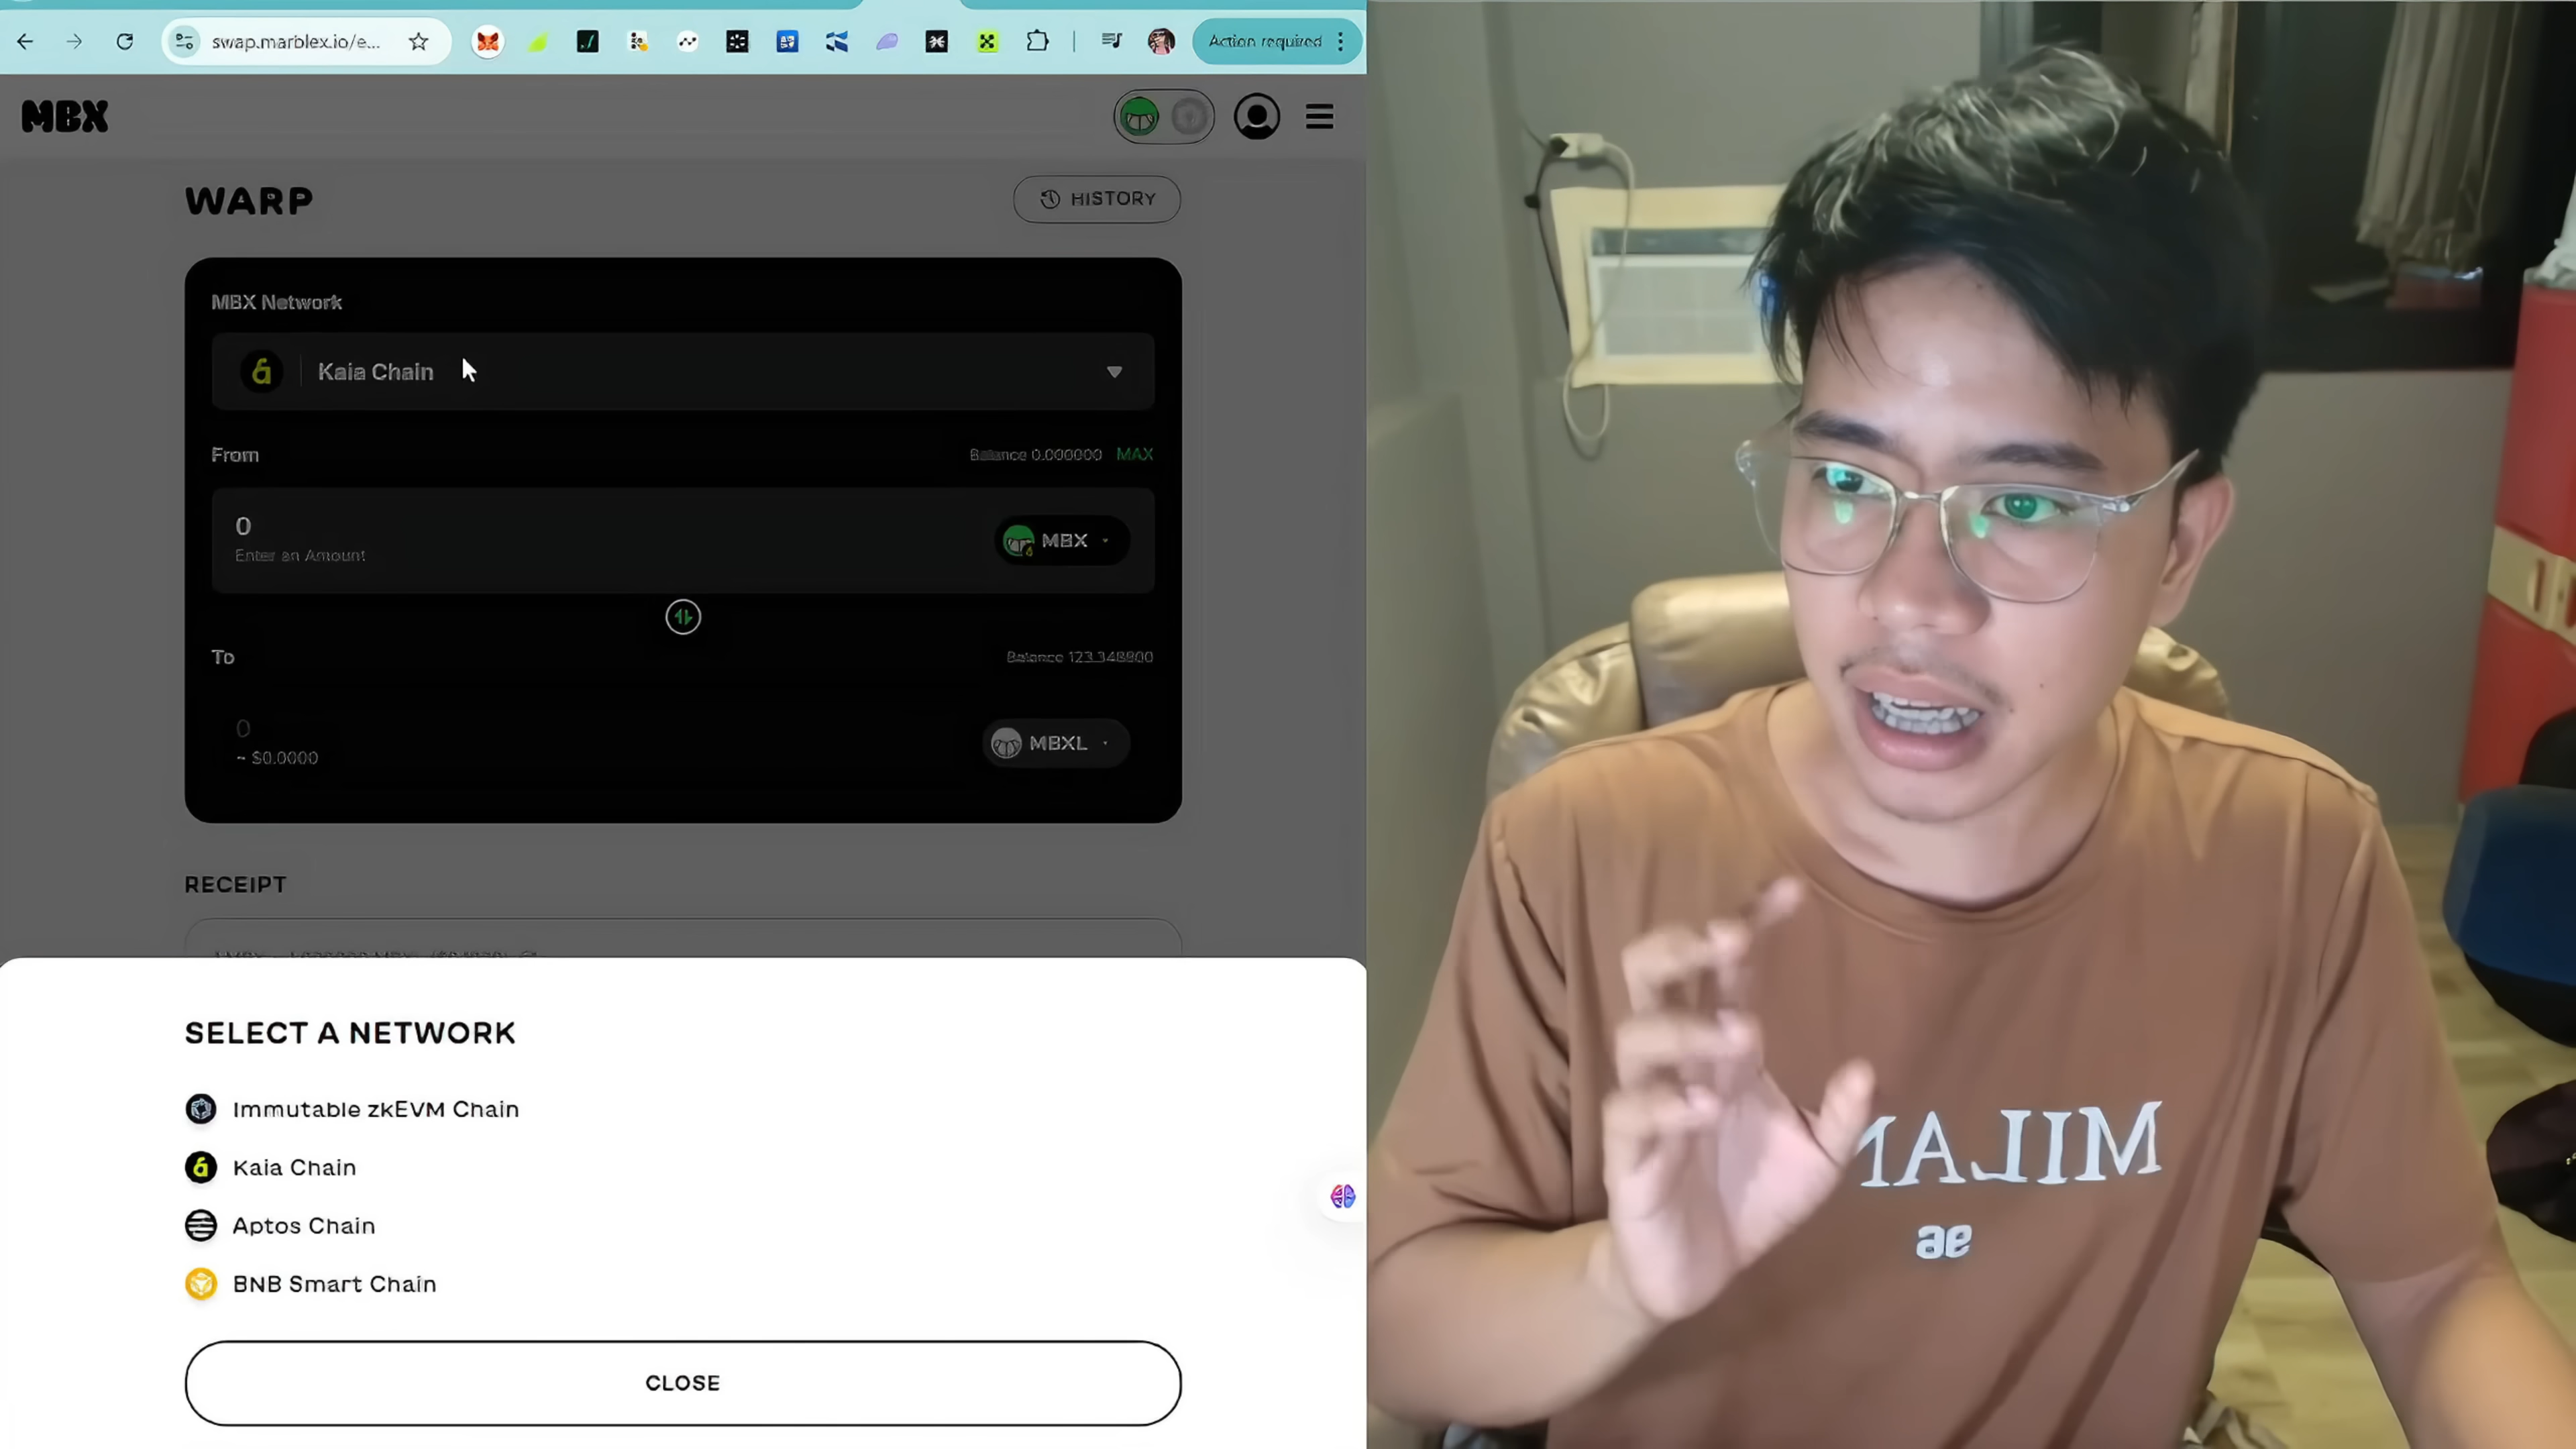 swap.marblex.io/e...
Action required
MBX
WARP
HISTORY
MBX Network
Kaia Chain
From
Balance 0.000000 MAX
0
Enter an Amount
MBX
To
Balance 123.348800
0
~ $0.0000
MBXL
RECEIPT
SELECT A NETWORK
Immutable zkEVM Chain
Kaia Chain
Aptos Chain
BNB Smart Chain
CLOSE
MILAN
ae